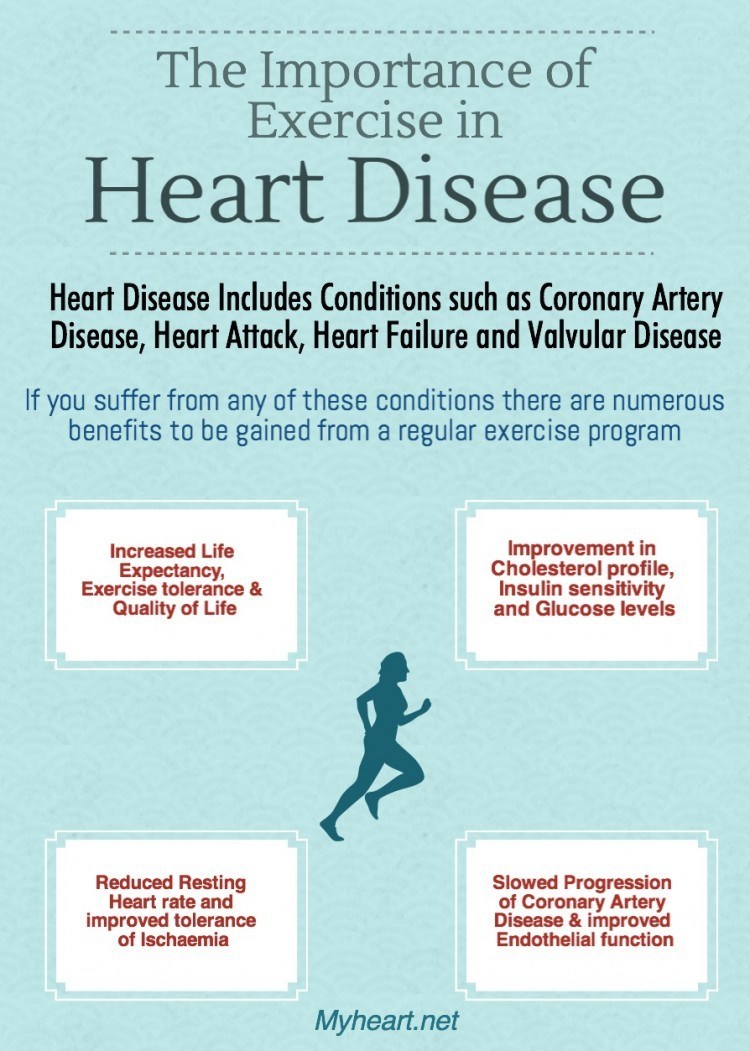 The Importance of
Exercise in
Heart Disease
Heart Disease Includes Conditions such as Coronary Artery
Disease, Heart Attack, Heart Failure and Valvular Disease
If you suffer from any of these conditions there are numerous
benefits to be gained from a regular exercise program
Increased Life
Expectancy,
Exercise tolerance &
Quality of Life
Improvement in
Cholesterol profile,
Insulin sensitivity
and Glucose levels
Reduced Resting
Heart rate and
improved tolerance
of Ischaemia
Slowed Progression
of Coronary Artery
Disease & improved
Endothelial function
Myheart.net